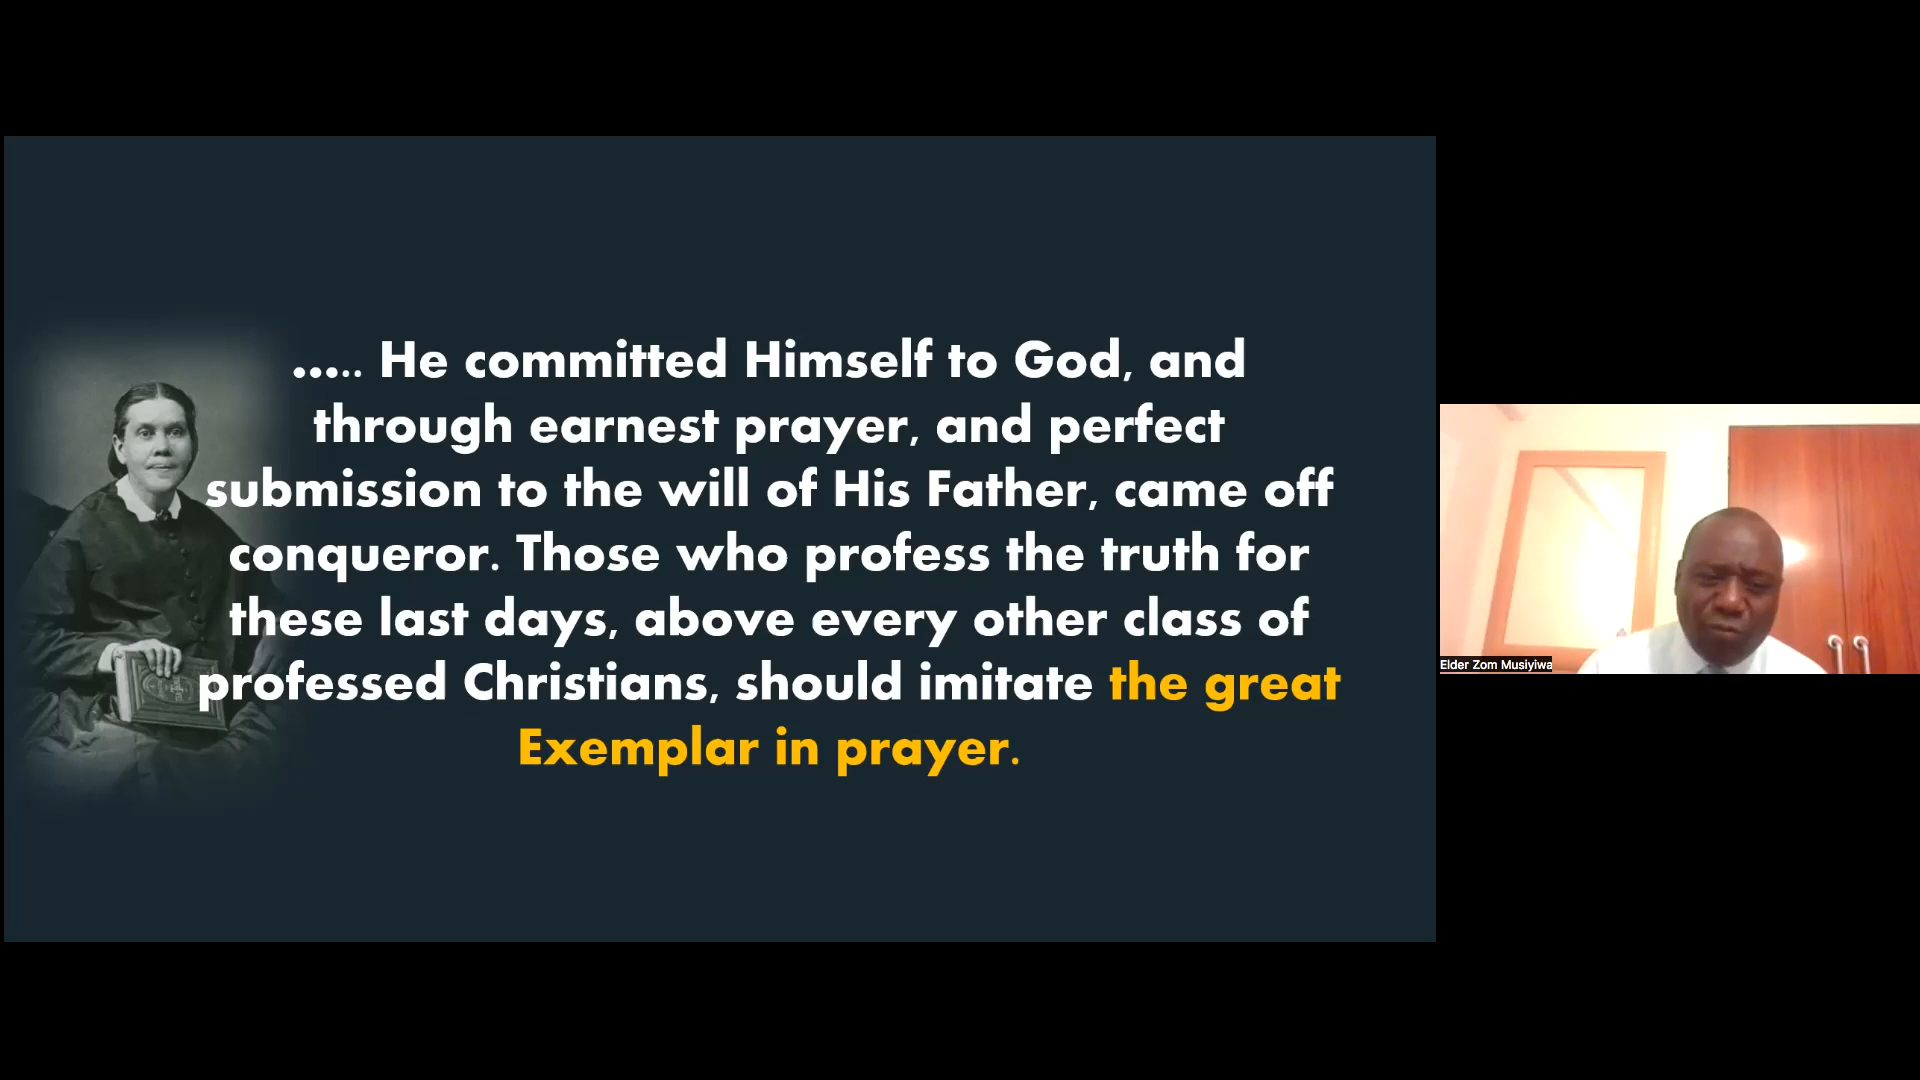 ..... He committed Himself to God, and
through earnest prayer, and perfect
submission to the will of His Father, came off
conqueror. Those who profess the truth for
these last days, above every other class of
professed Christians, should imitate the great
Exemplar in prayer.
Elder Zom Musiyiwa